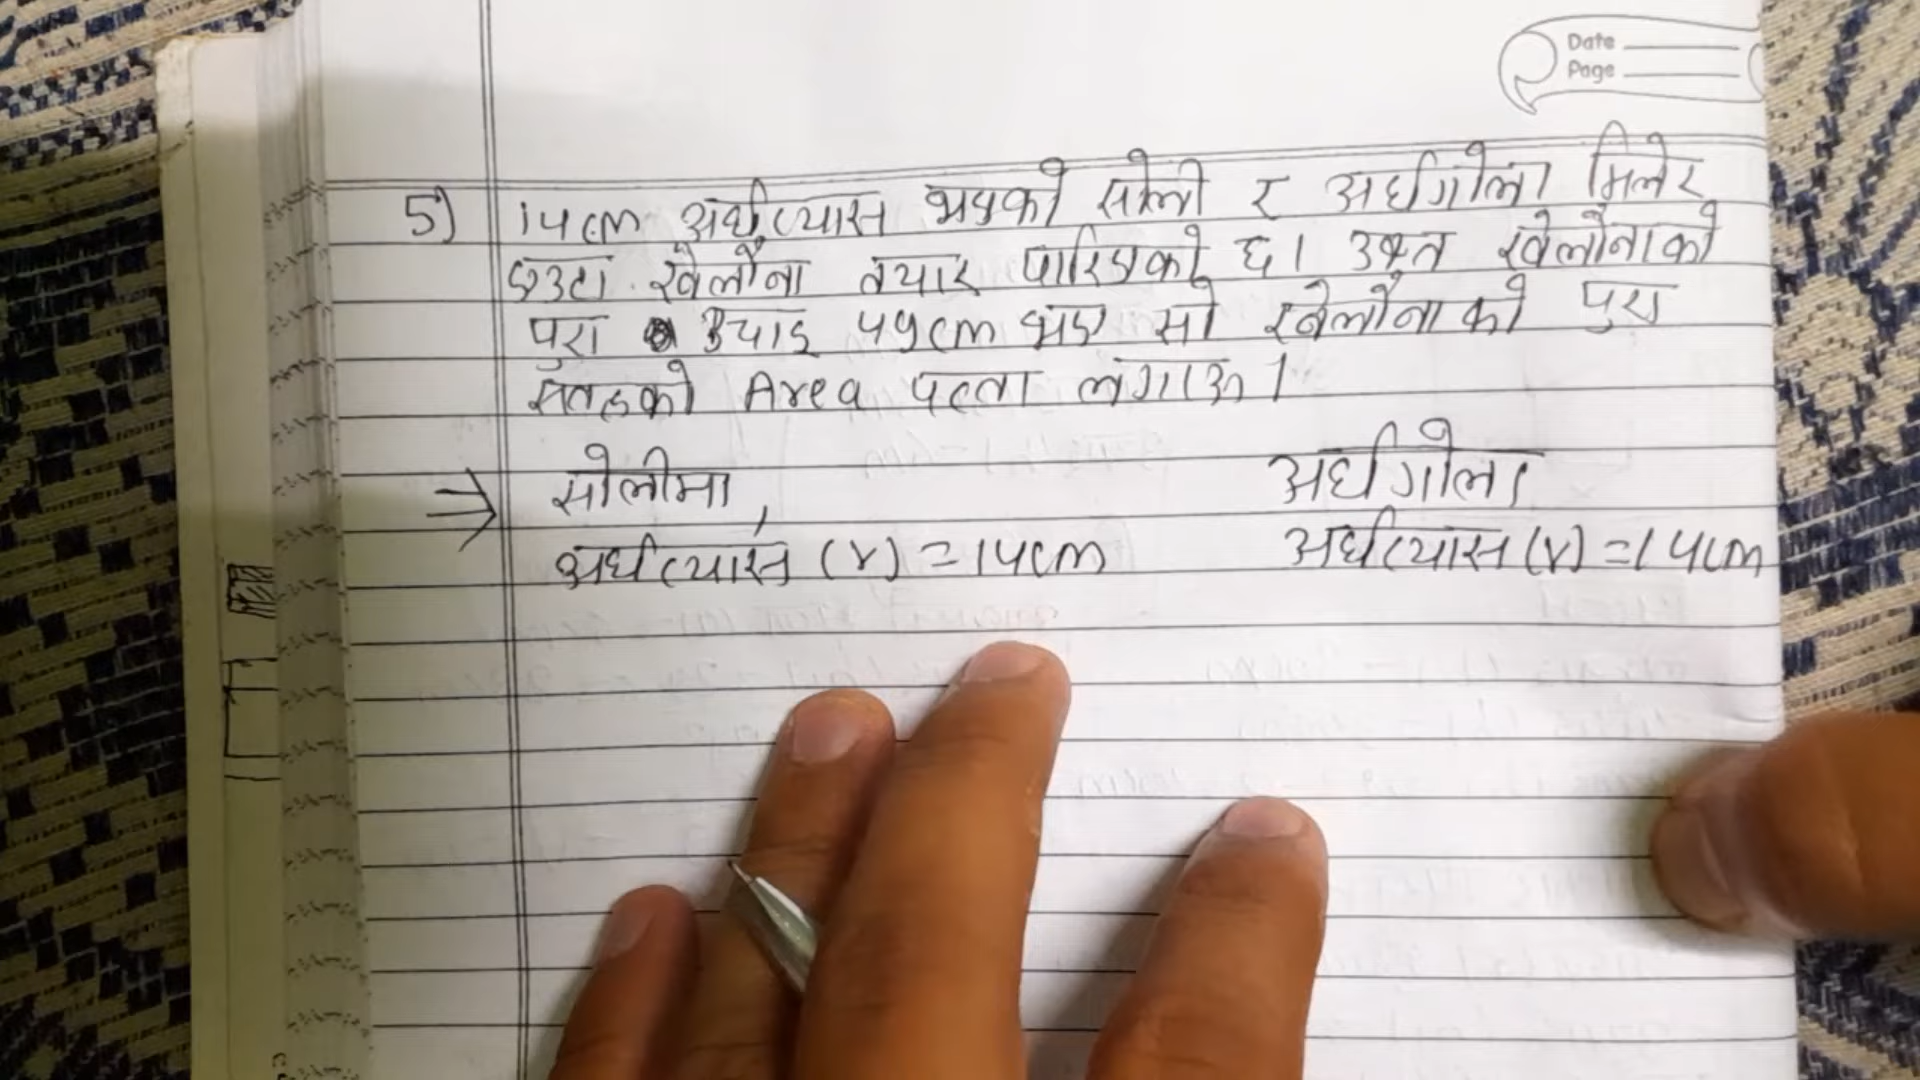 Date
Page
5) 14cm अर्धव्यास भएको सोली र अर्धगोला मिलेर
एउटा खेलौना तयार पारिएको छ। उक्त खेलौनाको
पुरा उचाइ 49cm भए सो खेलौनाको पुरा
सतहको Area पत्ता लगाऊ।
⇒ सोलीमा, अर्धगोला
अर्धव्यास (r) = 14cm अर्धव्यास (r) = 14cm